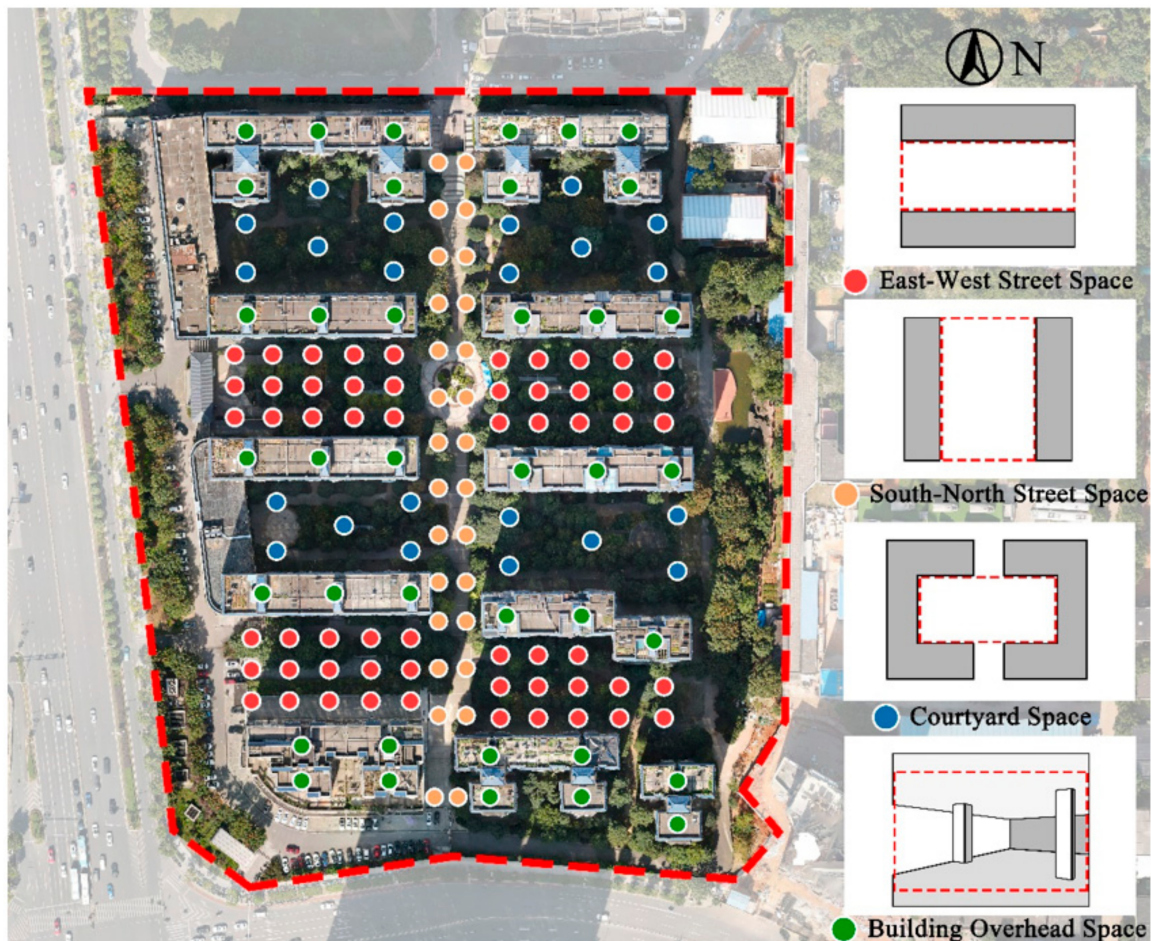 N
East-West Street Space
South-North Street Space
Courtyard Space
Building Overhead Space